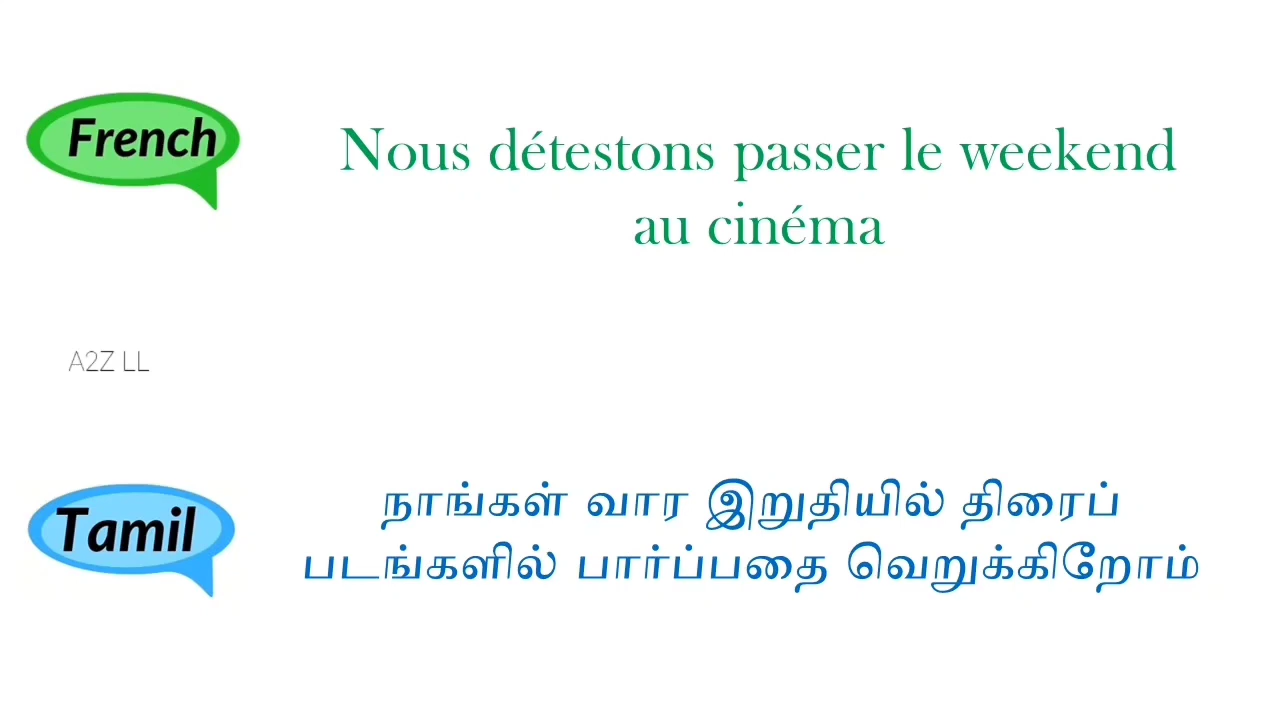 French
Nous détestons passer le weekend
au cinéma
A2Z LL
Tamil
நாங்கள் வார இறுதியில் திரைப்
படங்களில் பார்ப்பதை வெறுக்கிறோம்